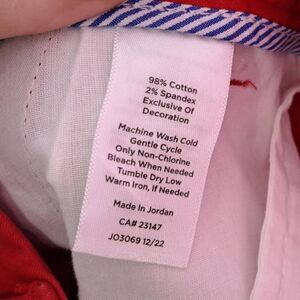 98% Cotton
2% Spandex
Exclusive Of
Decoration
Machine Wash Cold
Gentle Cycle
Only Non-Chlorine
Bleach When Needed
Tumble Dry Low
Warm Iron, If Needed
Made In Jordan
CA# 23147
JO3069 12/22